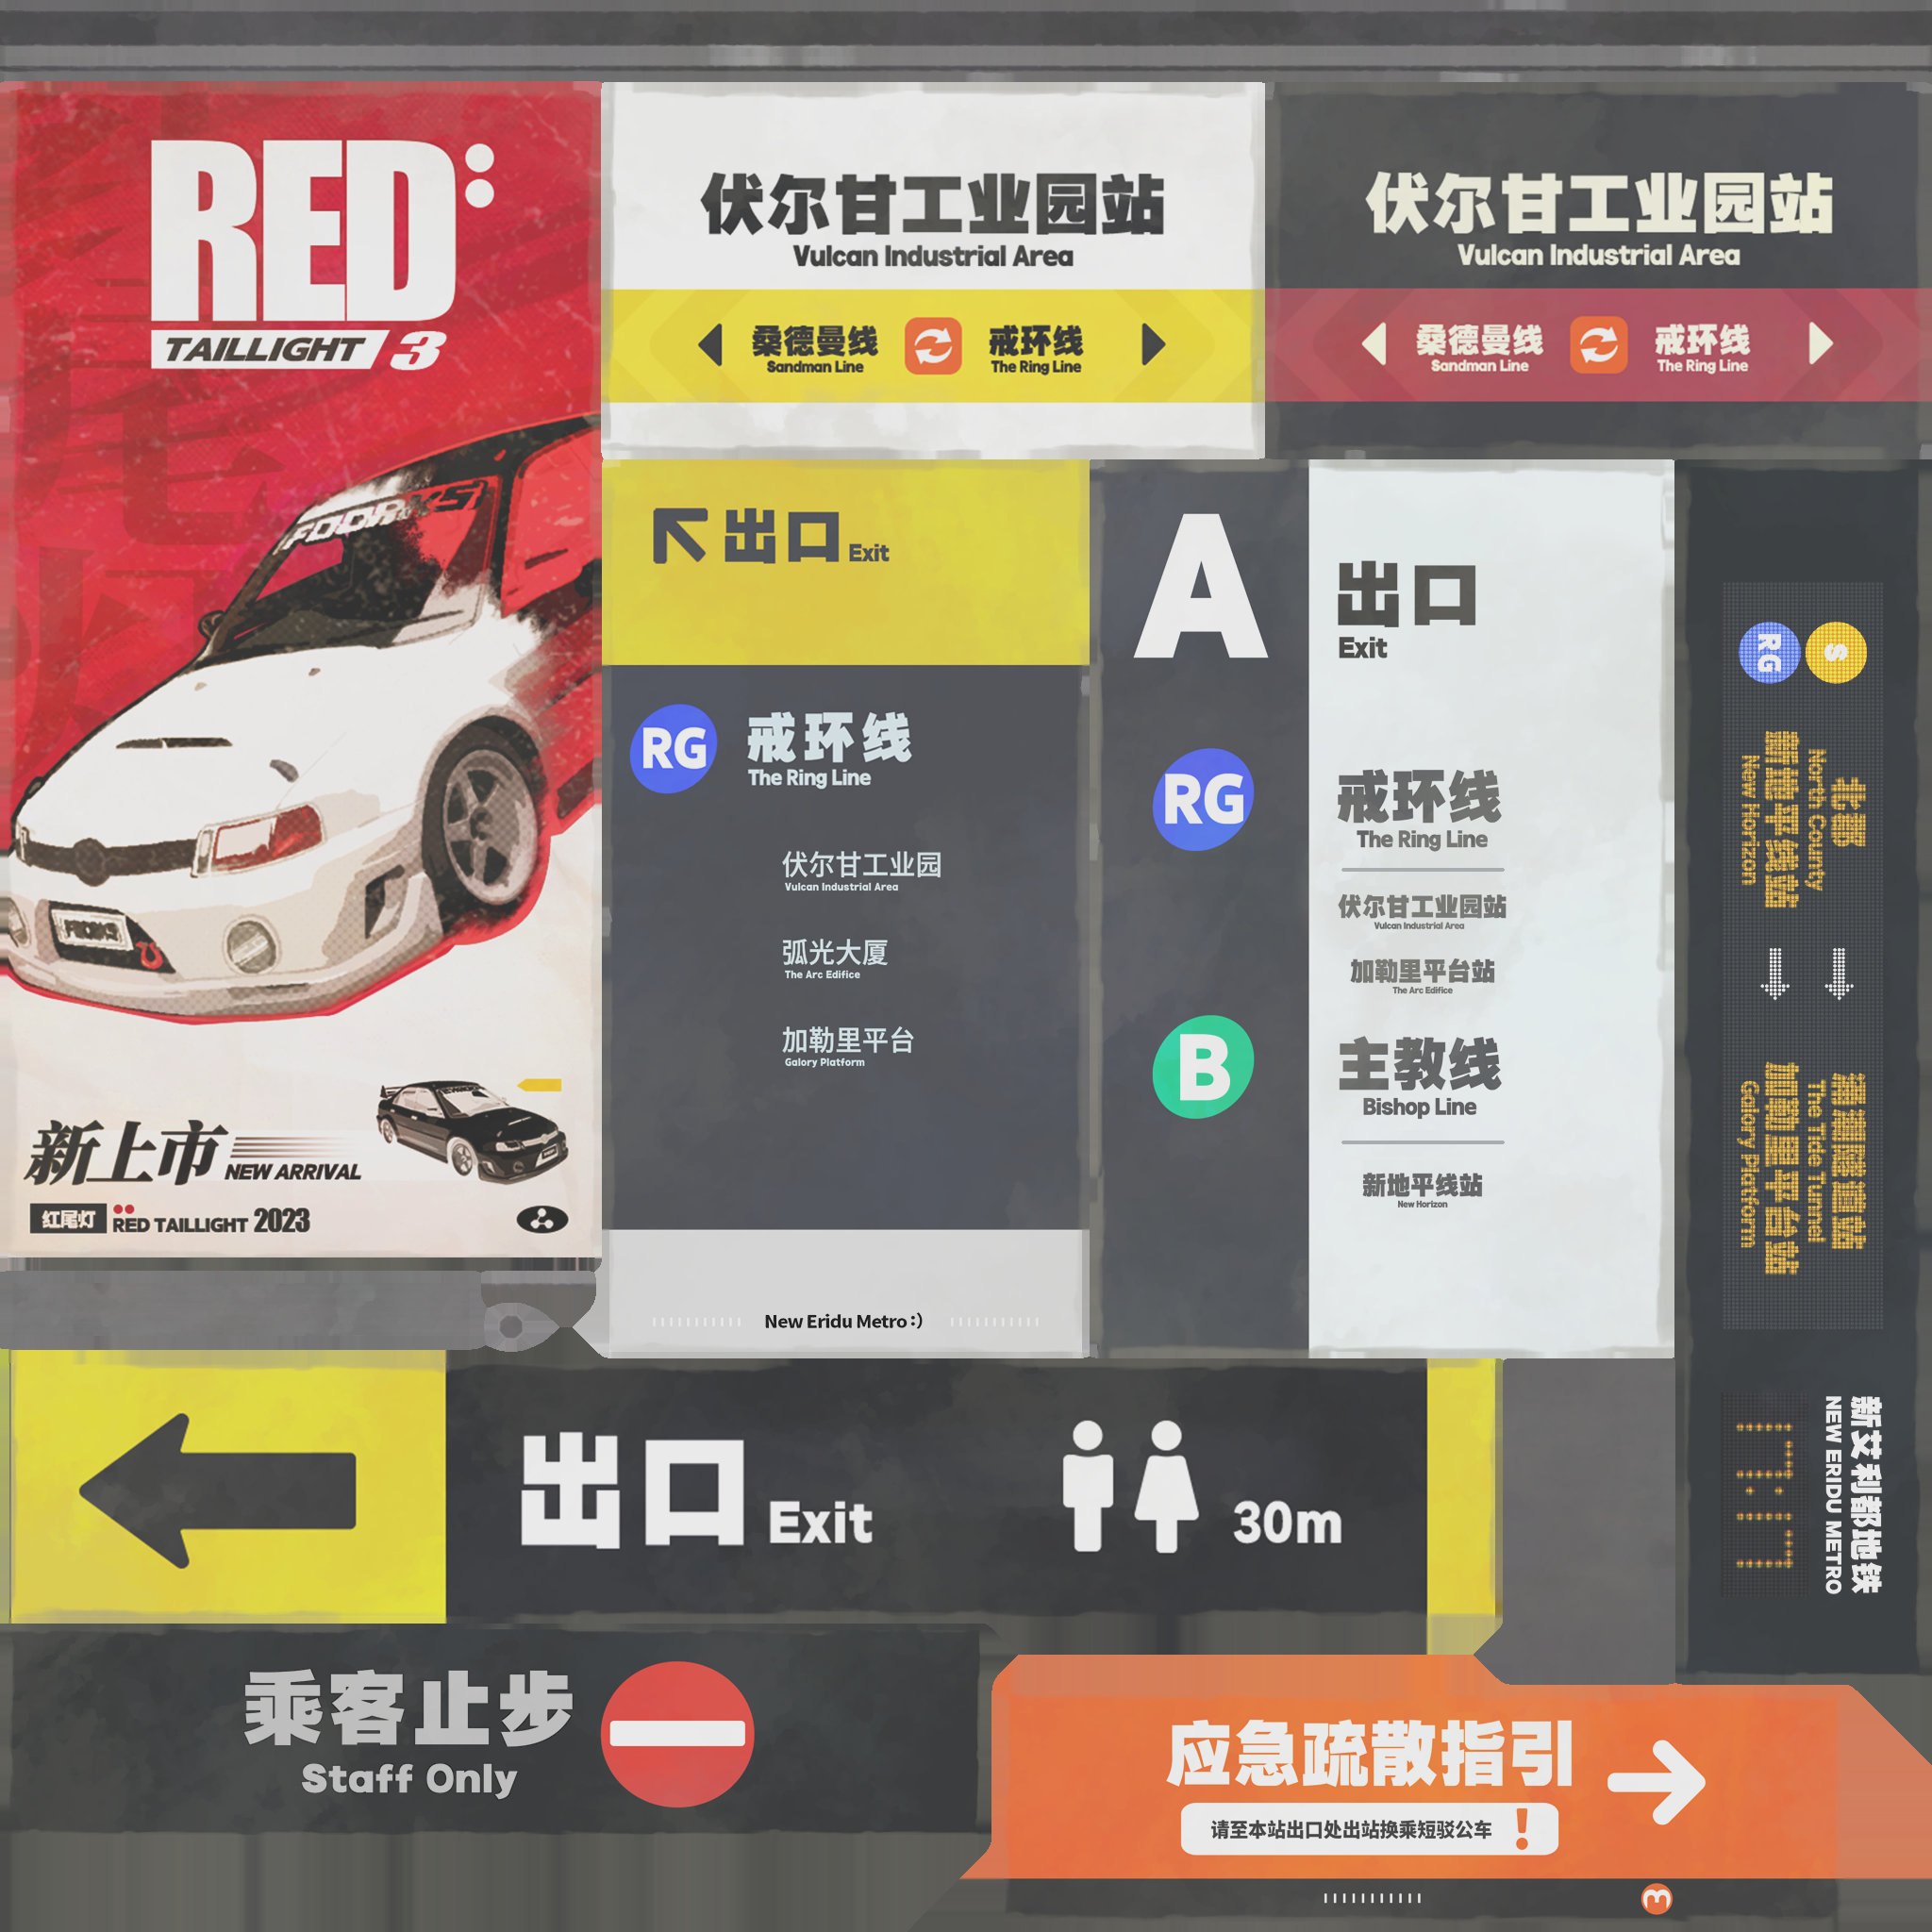 RED:
TAILLIGHT 3
FDORKS
新上市
NEW ARRIVAL
红尾灯
RED TAILLIGHT 2023
伏尔甘工业园站
Vulcan Industrial Area
桑德曼线
Sandman Line
戒环线
The Ring Line
伏尔甘工业园站
Vulcan Industrial Area
桑德曼线
Sandman Line
戒环线
The Ring Line
出口 Exit
RG
戒环线
The Ring Line
伏尔甘工业园
Vulcan Industrial Area
弧光大厦
The Arc Edifice
加勒里平台
Galory Platform
New Eridu Metro :)
A
出口
Exit
RG
戒环线
The Ring Line
伏尔甘工业园站
Vulcan Industrial Area
加勒里平台站
The Arc Edifice
B
主教线
Bishop Line
新地平线站
New Horizon
S
北郡
North County
RG
新地平线站
New Horizon
The Tide Tunnel
加勒里平台站
Galory Platform
新艾利都地铁
NEW ERIDU METRO
出口 Exit
30m
乘客止步
Staff Only
应急疏散指引
请至本站出口处出站换乘短驳公车
!